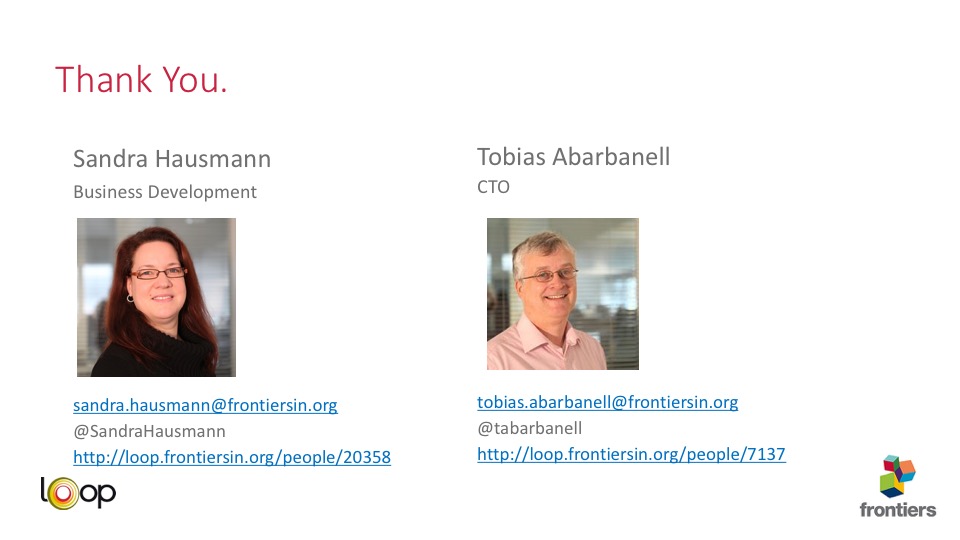 Thank You.
Sandra Hausmann
Business Development
sandra.hausmann@frontiersin.org
@SandraHausmann
http://loop.frontiersin.org/people/20358
Tobias Abarbanell
CTO
tobias.abarbanell@frontiersin.org
@tabarbanell
http://loop.frontiersin.org/people/7137
loop
frontiers